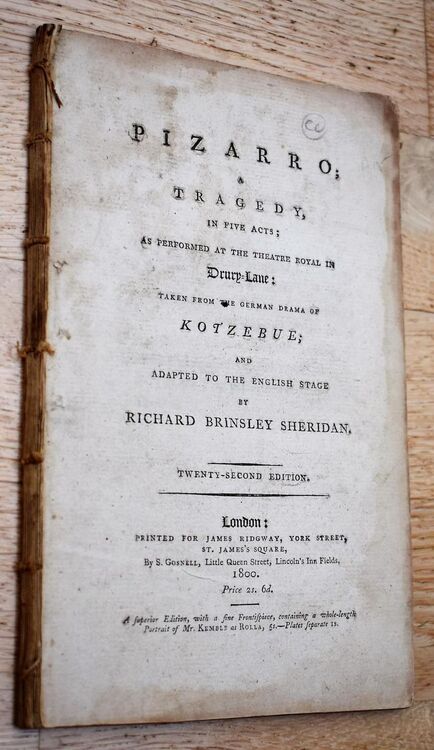 PIZARRO;
A
TRAGEDY,
IN FIVE ACTS;
AS PERFORMED AT THE THEATRE ROYAL IN
Drury-Lane:
TAKEN FROM THE GERMAN DRAMA OF
KOTZEBUE;
AND
ADAPTED TO THE ENGLISH STAGE
BY
RICHARD BRINSLEY SHERIDAN.
TWENTY-SECOND EDITION.
London:
PRINTED FOR JAMES RIDGWAY, YORK STREET,
ST. JAMES'S SQUARE,
By S. GOSNELL, Little Queen Street, Lincoln's Inn Fields,
1800.
Price 2s. 6d.
A ſuperior Edition, with a fine Frontiſpiece, containing a whole-length
Portrait of Mr. KEMBLE as ROLLA, 5s.—Plates ſeparate 1s.